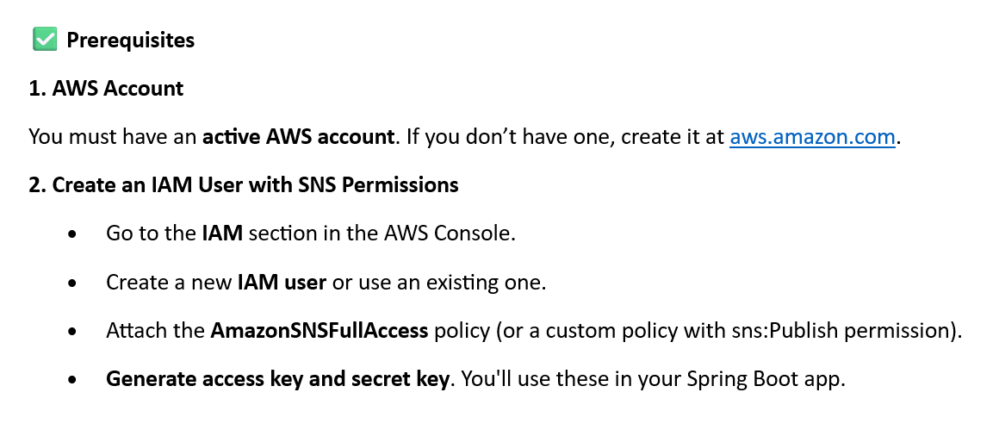 ✅ Prerequisites
1. AWS Account
You must have an active AWS account. If you don’t have one, create it at aws.amazon.com.
2. Create an IAM User with SNS Permissions
• Go to the IAM section in the AWS Console.
• Create a new IAM user or use an existing one.
• Attach the AmazonSNSFullAccess policy (or a custom policy with sns:Publish permission).
• Generate access key and secret key. You'll use these in your Spring Boot app.